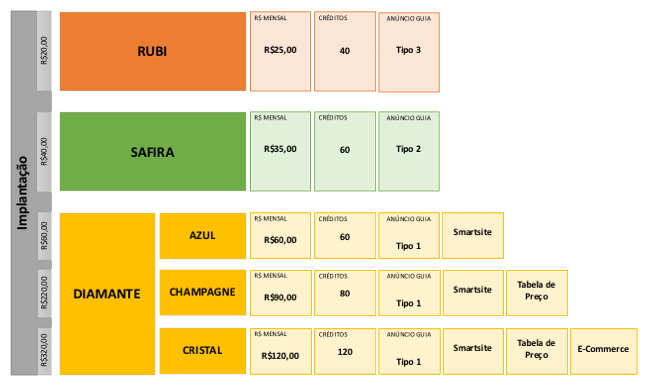 Implantação
R$20,00
RUBI
R$ MENSAL
R$25,00
CRÉDITOS
40
ANÚNCIO GUIA
Tipo 3
R$40,00
SAFIRA
R$ MENSAL
R$35,00
CRÉDITOS
60
ANÚNCIO GUIA
Tipo 2
DIAMANTE
R$60,00
AZUL
R$ MENSAL
R$60,00
CRÉDITOS
60
ANÚNCIO GUIA
Tipo 1
Smartsite
R$220,00
CHAMPAGNE
R$ MENSAL
R$90,00
CRÉDITOS
80
ANÚNCIO GUIA
Tipo 1
Smartsite
Tabela de
Preço
R$320,00
CRISTAL
R$ MENSAL
R$120,00
CRÉDITOS
120
ANÚNCIO GUIA
Tipo 1
Smartsite
Tabela de
Preço
E-Commerce